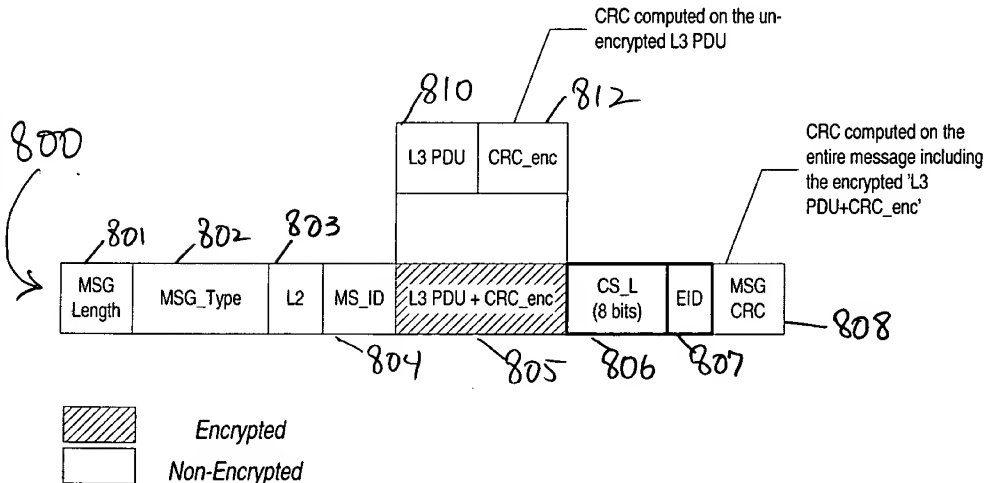 CRC computed on the un-
encrypted L3 PDU
810
812
L3 PDU
CRC_enc
CRC computed on the
entire message including
the encrypted 'L3
PDU+CRC_enc'
800
801
802
803
MSG
Length
MSG_Type
L2
MS_ID
L3 PDU + CRC_enc
CS_L
(8 bits)
EID
MSG
CRC
804
805
806
807
808
Encrypted
Non-Encrypted